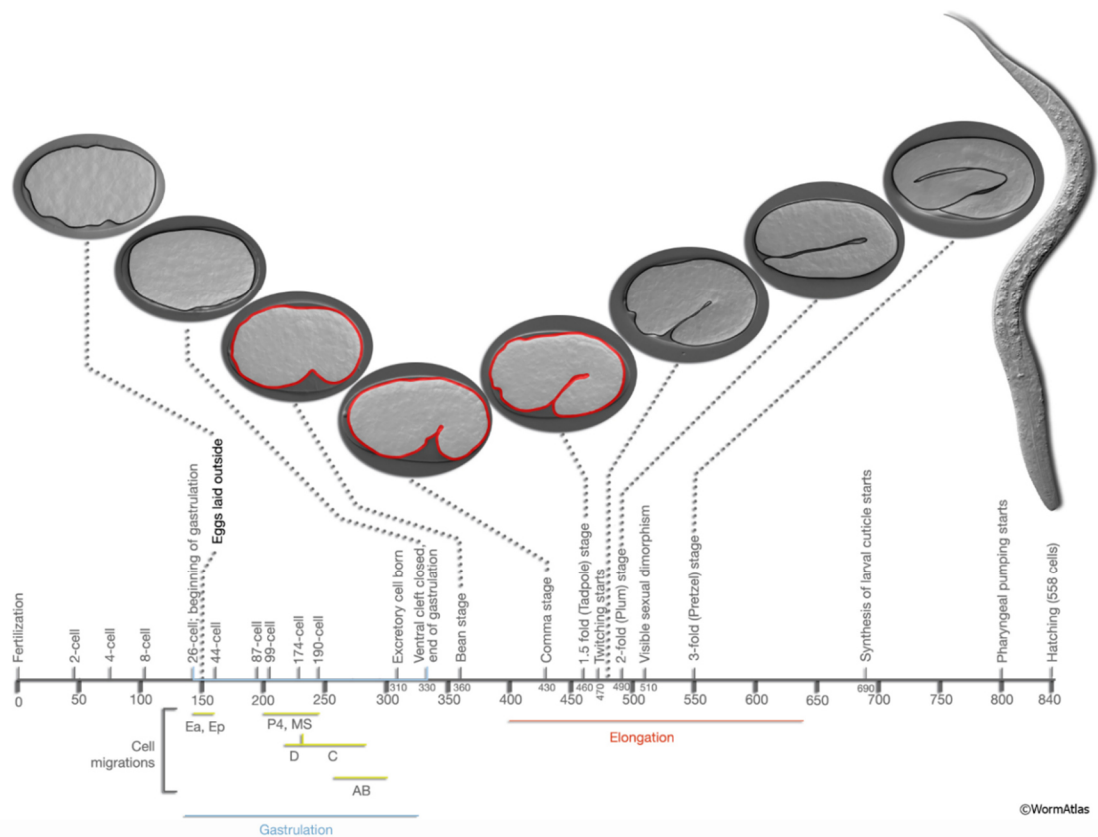 Fertilization
2-cell
4-cell
8-cell
26-cell; beginning of gastrulation
Eggs laid outside
44-cell
87-cell
99-cell
174-cell
190-cell
Excretory cell born
Ventral cleft closed,
end of gastrulation
Bean stage
Comma stage
1.5 fold (Tadpole) stage
Twitching starts
2-fold (Plum) stage
Visible sexual dimorphism
3-fold (Pretzel) stage
Synthesis of larval cuticle starts
Pharyngeal pumping starts
Hatching (558 cells)
0 50 100 150 200 250 300 310 330 350 360 400 430 450 460 470 490 500 510 550 600 650 690 700 750 800 840
Cell
migrations
Ea, Ep
P4, MS
D C
AB
Elongation
Gastrulation
©WormAtlas